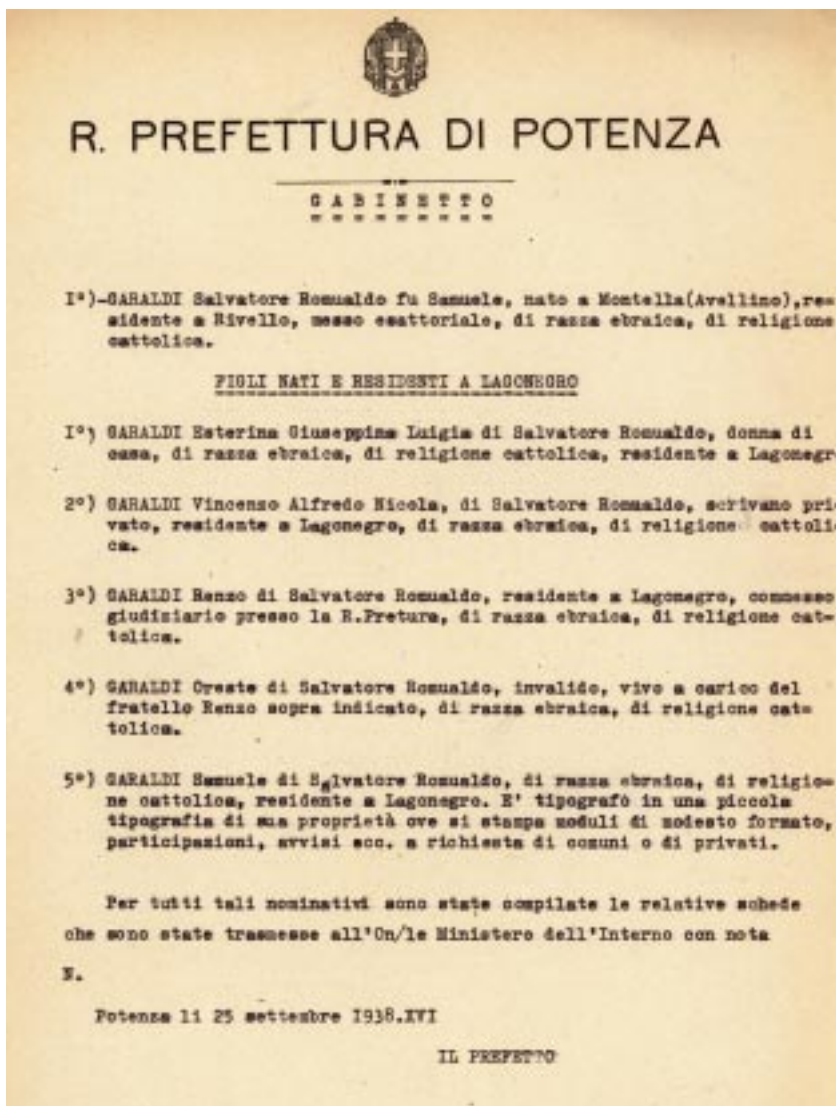 R. PREFETTURA DI POTENZA
GABINETTO
I°)-GARALDI Salvatore Romualdo fu Samuele, nato a Montella(Avellino),res
sidente a Rivello, messo esattoriale, di razza ebraica, di religione
cattolica.
FIGLI NATI E RESIDENTI A LAGONEGRO
I°) GARALDI Esterina Giuseppina Luigia di Salvatore Romualdo, donna di
casa, di razza ebraica, di religione cattolica, residente a Lagonegro
2°) GARALDI Vincenzo Alfredo Nicola, di Salvatore Romualdo, scrivano pri
vato, residente a Lagonegro, di razza ebraica, di religione cattoli
ca.
3°) GARALDI Renzo di Salvatore Romualdo, residente a Lagonegro, commesso
giudiziario presso la R.Pretura, di razza ebraica, di religione cat=
tolica.
4°) GARALDI Oreste di Salvatore Romualdo, invalido, vive a carico del
fratello Renzo sopra indicato, di razza ebraica, di religione cat=
tolica.
5°) GARALDI Samuele di Salvatore Romualdo, di razza ebraica, di religio=
ne cattolica, residente a Lagonegro. E' tipografo in una piccola
tipografia di sua proprietà ove si stampa moduli di modesto formato,
participazioni, avvisi ecc. a richiesta di comuni o di privati.
Per tutti tali nominativi sono state compilate le relative schede
che sono state trasmesse all'On/le Ministero dell'Interno con nota
N.
Potenza li 25 settembre I938.XVI
IL PREFETTO